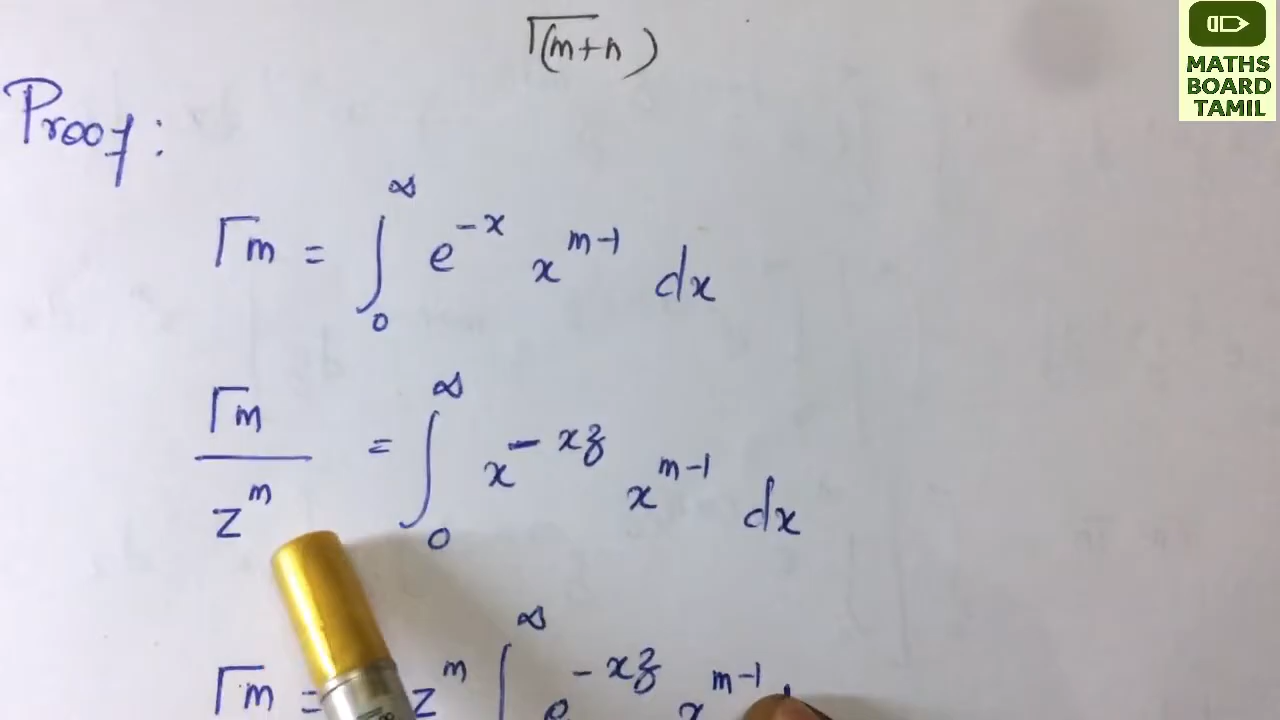 Γ(m+n)
MATHS
BOARD
TAMIL
Proof:
Γm = ∫₀^∞ e^{-x} x^{m-1} dx
Γm / z^m = ∫₀^∞ x^{-xz} x^{m-1} dx
Γm = z^m ∫^∞ e^{-xz} x^{m-1}